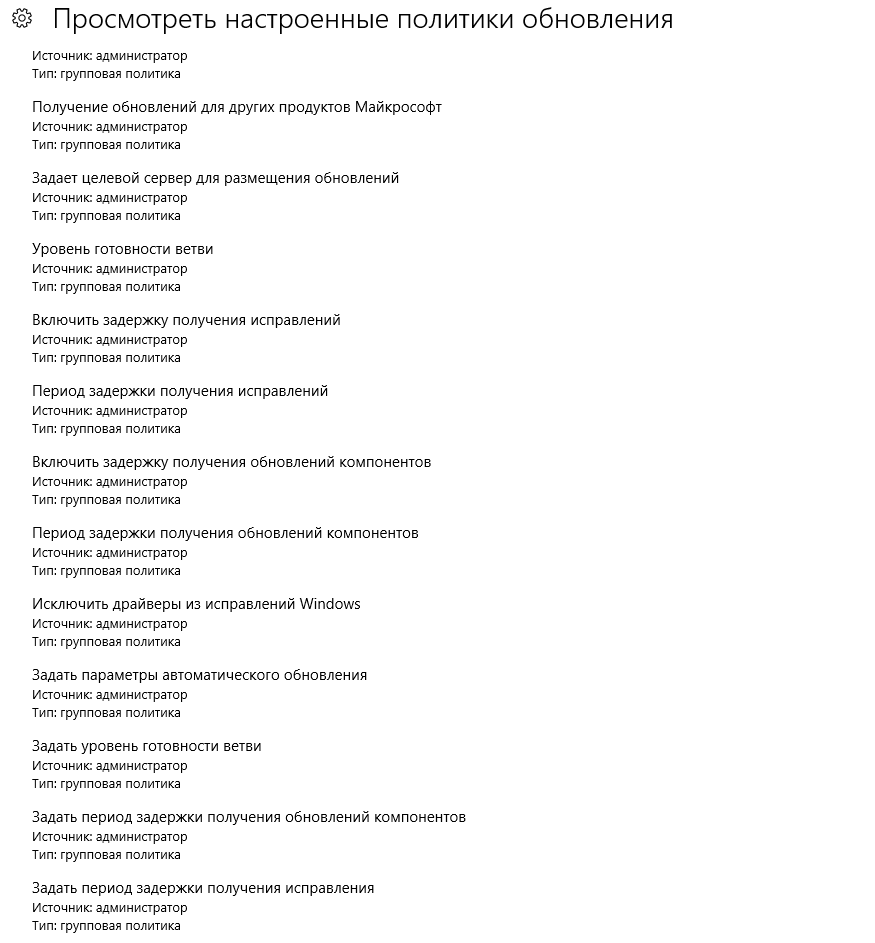 Просмотреть настроенные политики обновления
Источник: администратор
Тип: групповая политика
Получение обновлений для других продуктов Майкрософт
Источник: администратор
Тип: групповая политика
Задает целевой сервер для размещения обновлений
Источник: администратор
Тип: групповая политика
Уровень готовности ветви
Источник: администратор
Тип: групповая политика
Включить задержку получения исправлений
Источник: администратор
Тип: групповая политика
Период задержки получения исправлений
Источник: администратор
Тип: групповая политика
Включить задержку получения обновлений компонентов
Источник: администратор
Тип: групповая политика
Период задержки получения обновлений компонентов
Источник: администратор
Тип: групповая политика
Исключить драйверы из исправлений Windows
Источник: администратор
Тип: групповая политика
Задать параметры автоматического обновления
Источник: администратор
Тип: групповая политика
Задать уровень готовности ветви
Источник: администратор
Тип: групповая политика
Задать период задержки получения обновлений компонентов
Источник: администратор
Тип: групповая политика
Задать период задержки получения исправления
Источник: администратор
Тип: групповая политика